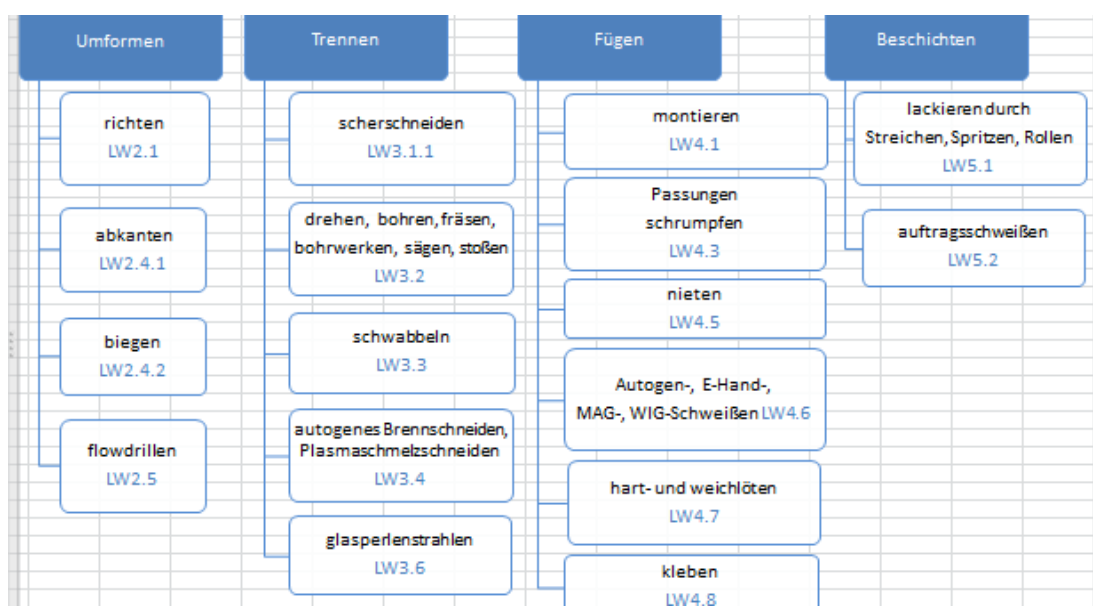 Umformen
richten
LW2.1
abkanten
LW2.4.1
biegen
LW2.4.2
flowdrillen
LW2.5
Trennen
scherschneiden
LW3.1.1
drehen, bohren, fräsen,
bohrwerken, sägen, stoßen
LW3.2
schwabbeln
LW3.3
autogenes Brennschneiden,
Plasmaschmelzschneiden
LW3.4
glasperlenstrahlen
LW3.6
Fügen
montieren
LW4.1
Passungen
schrumpfen
LW4.3
nieten
LW4.5
Autogen-, E-Hand-,
MAG-, WIG-Schweißen LW4.6
hart- und weichlöten
LW4.7
kleben
LW4.8
Beschichten
lackieren durch
Streichen, Spritzen, Rollen
LW5.1
auftragsschweißen
LW5.2